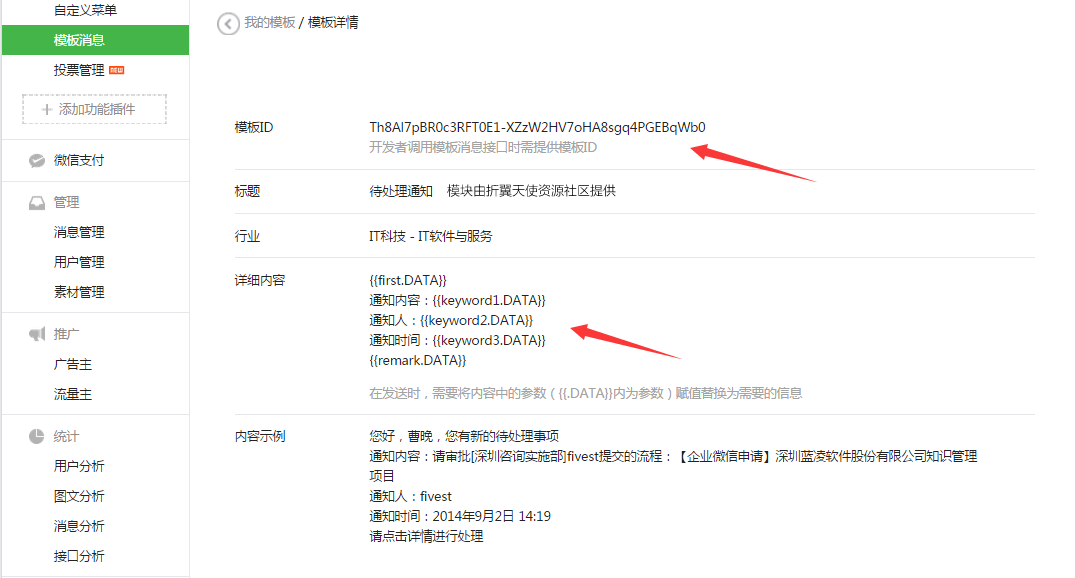 自定义菜单
模板消息
投票管理
添加功能插件
微信支付
管理
消息管理
用户管理
素材管理
推广
广告主
流量主
统计
用户分析
图文分析
消息分析
接口分析
我的模板 / 模板详情
模板ID
Th8Al7pBR0c3RFT0E1-XZzW2HV7oHA8sgq4PGEBqWb0
开发者调用模板消息接口时需提供模板ID
标题
待处理通知 模块由折翼天使资源社区提供
行业
IT科技 - IT软件与服务
详细内容
{{first.DATA}}
通知内容：{{keyword1.DATA}}
通知人：{{keyword2.DATA}}
通知时间：{{keyword3.DATA}}
{{remark.DATA}}
在发送时，需要将内容中的参数（{{.DATA}}内为参数）赋值替换为需要的信息
内容示例
您好，曹晚，您有新的待处理事项
通知内容：请审批[深圳咨询实施部]fivest提交的流程：【企业微信申请】深圳蓝凌软件股份有限公司知识管理
项目
通知人：fivest
通知时间：2014年9月2日 14:19
请点击详情进行处理